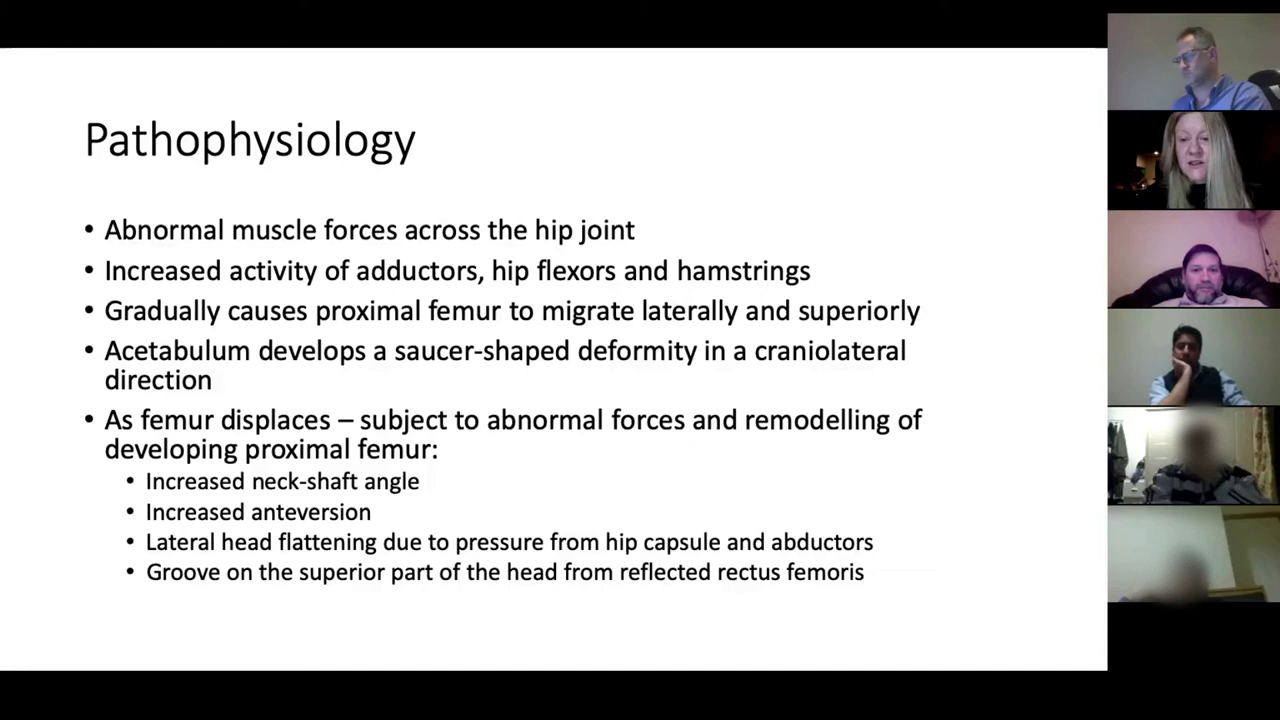 Pathophysiology
• Abnormal muscle forces across the hip joint
• Increased activity of adductors, hip flexors and hamstrings
• Gradually causes proximal femur to migrate laterally and superiorly
• Acetabulum develops a saucer-shaped deformity in a craniolateral
direction
• As femur displaces – subject to abnormal forces and remodelling of
developing proximal femur:
• Increased neck-shaft angle
• Increased anteversion
• Lateral head flattening due to pressure from hip capsule and abductors
• Groove on the superior part of the head from reflected rectus femoris